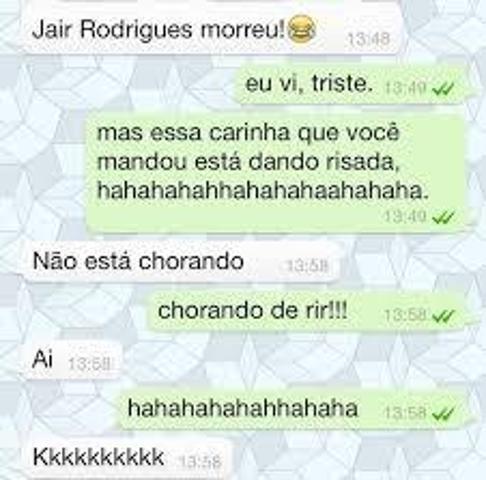 Jair Rodrigues morreu!😂 13:48
eu vi, triste. 13:49
mas essa carinha que você
mandou está dando risada,
hahahahahhahahahaahahaha.
13:49
Não está chorando 13:58
chorando de rir!!! 13:58
Ai 13:58
hahahahahahhahaha 13:58
Kkkkkkkkkk 13:58